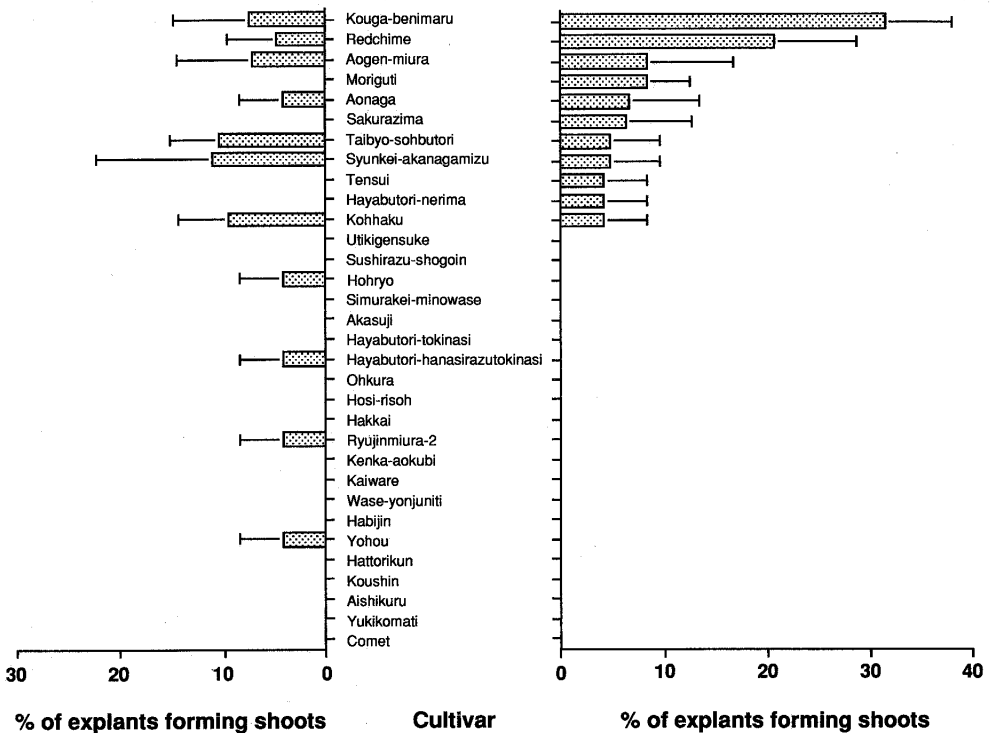 Kouga-benimaru
Redchime
Aogen-miura
Moriguti
Aonaga
Sakurazima
Taibyo-sohbutori
Syunkei-akanagamizu
Tensui
Hayabutori-nerima
Kohhaku
Utikigensuke
Sushirazu-shogoin
Hohryo
Simurakei-minowase
Akasuji
Hayabutori-tokinasi
Hayabutori-hanasirazutokinasi
Ohkura
Hosi-risoh
Hakkai
Ryujinmiura-2
Kenka-aokubi
Kaiware
Wase-yonjuniti
Habijin
Yohou
Hattorikun
Koushin
Aishikuru
Yukikomati
Comet
30 20 10 0 0 10 20 30 40
% of explants forming shoots Cultivar % of explants forming shoots